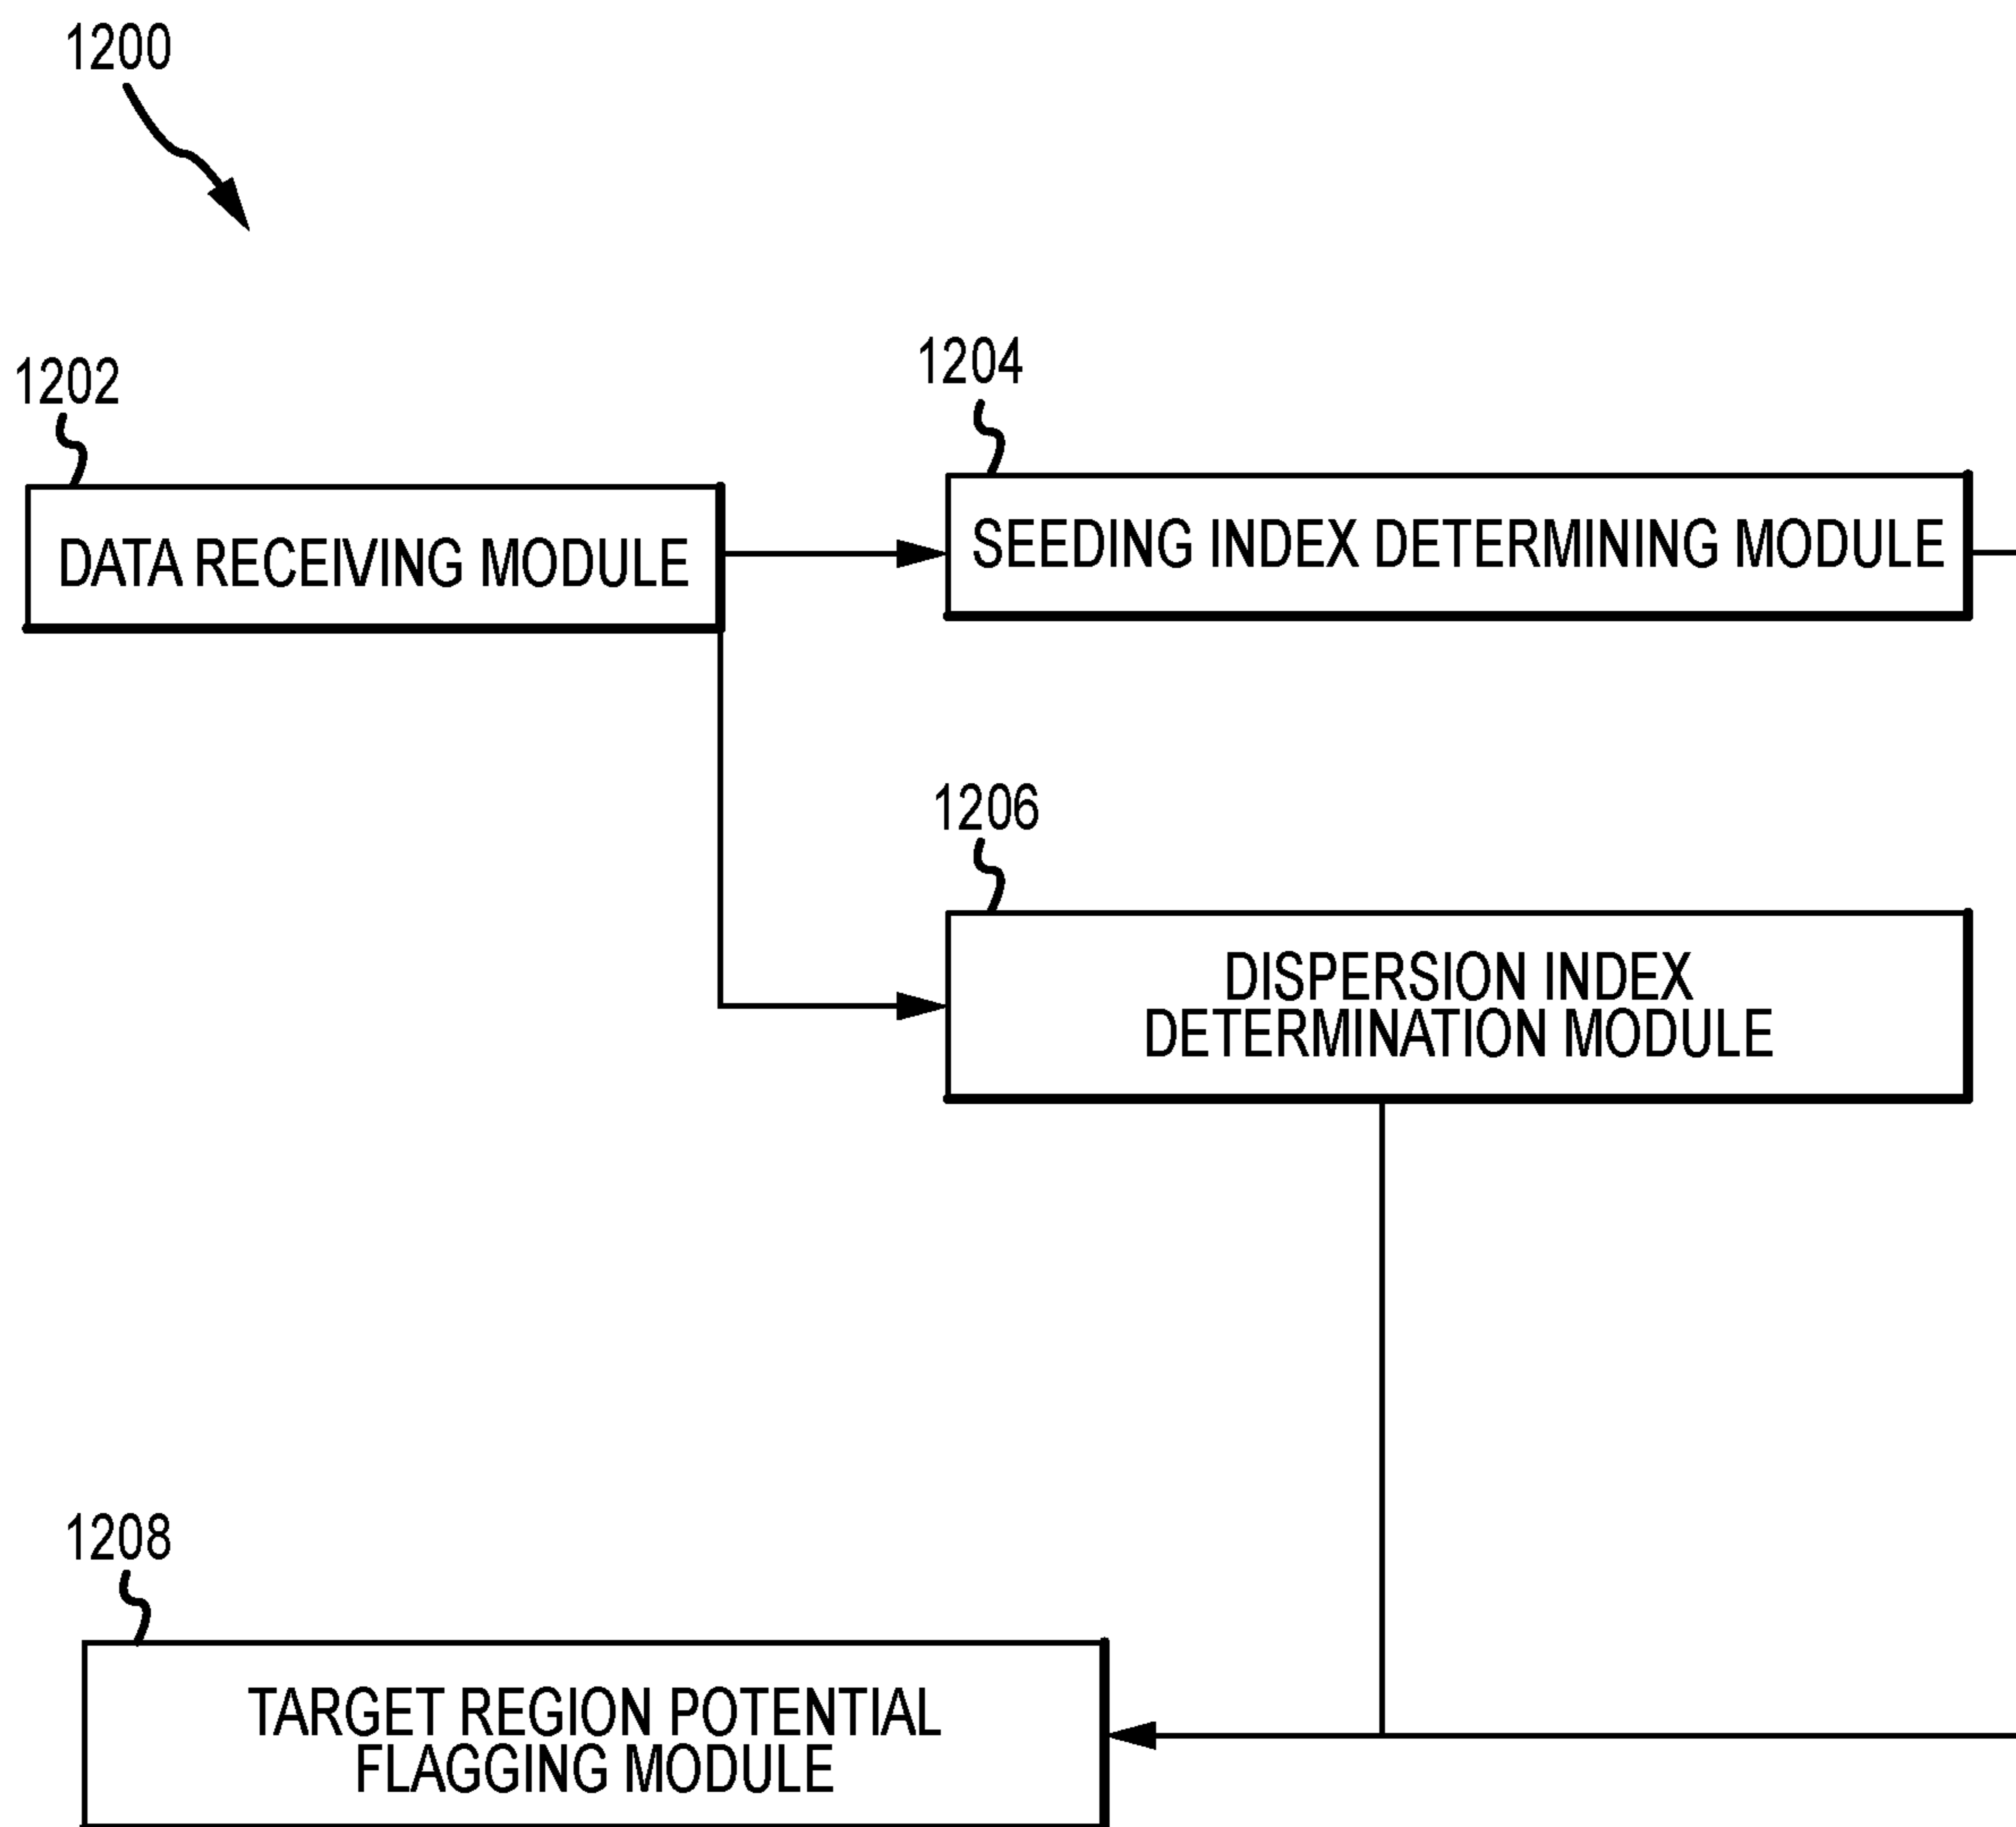 1200
1202
DATA RECEIVING MODULE
1204
SEEDING INDEX DETERMINING MODULE
1206
DISPERSION INDEX
DETERMINATION MODULE
1208
TARGET REGION POTENTIAL
FLAGGING MODULE